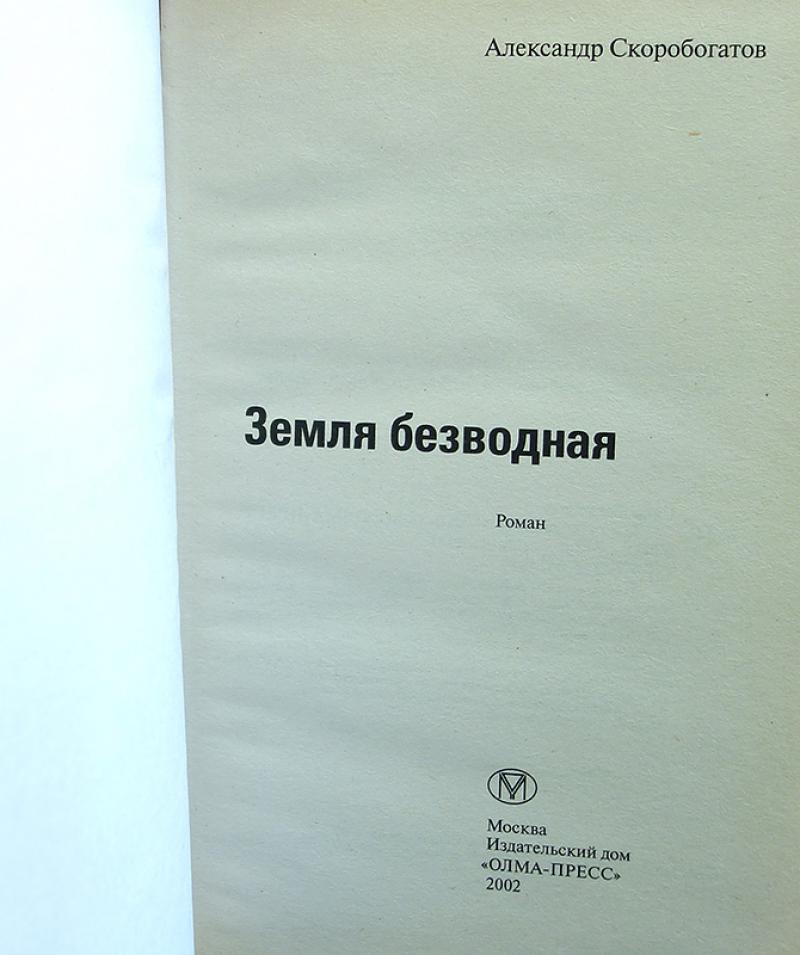 Александр Скоробогатов
Земля безводная
Роман
Москва
Издательский дом
«ОЛМА-ПРЕСС»
2002